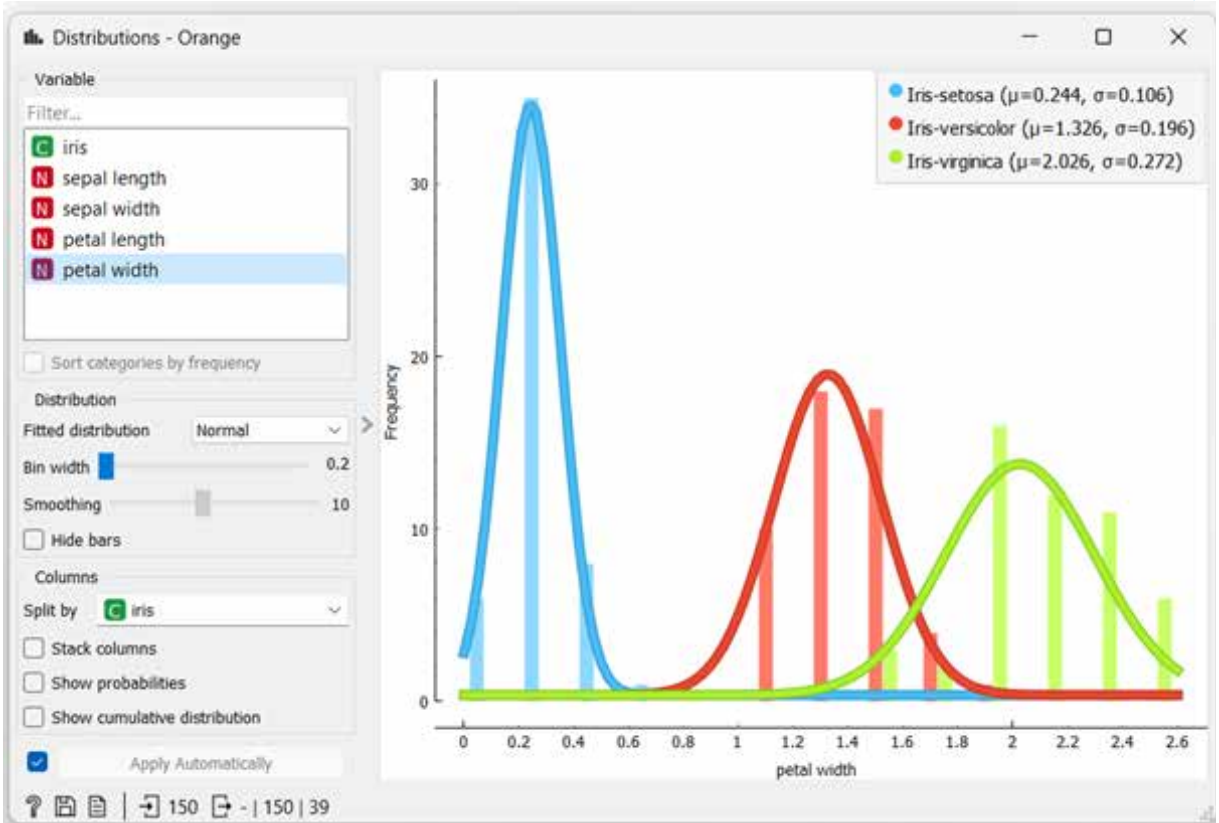 Distributions - Orange
Variable
Filter...
C iris
N sepal length
N sepal width
N petal length
N petal width
Sort categories by frequency
Distribution
Fitted distribution Normal
Bin width 0.2
Smoothing 10
Hide bars
Columns
Split by C iris
Stack columns
Show probabilities
Show cumulative distribution
Apply Automatically
? 150 - | 150 | 39
Iris-setosa (μ=0.244, σ=0.106)
Iris-versicolor (μ=1.326, σ=0.196)
Iris-virginica (μ=2.026, σ=0.272)
30
20
10
0
Frequency
0 0.2 0.4 0.6 0.8 1 1.2 1.4 1.6 1.8 2 2.2 2.4 2.6
petal width